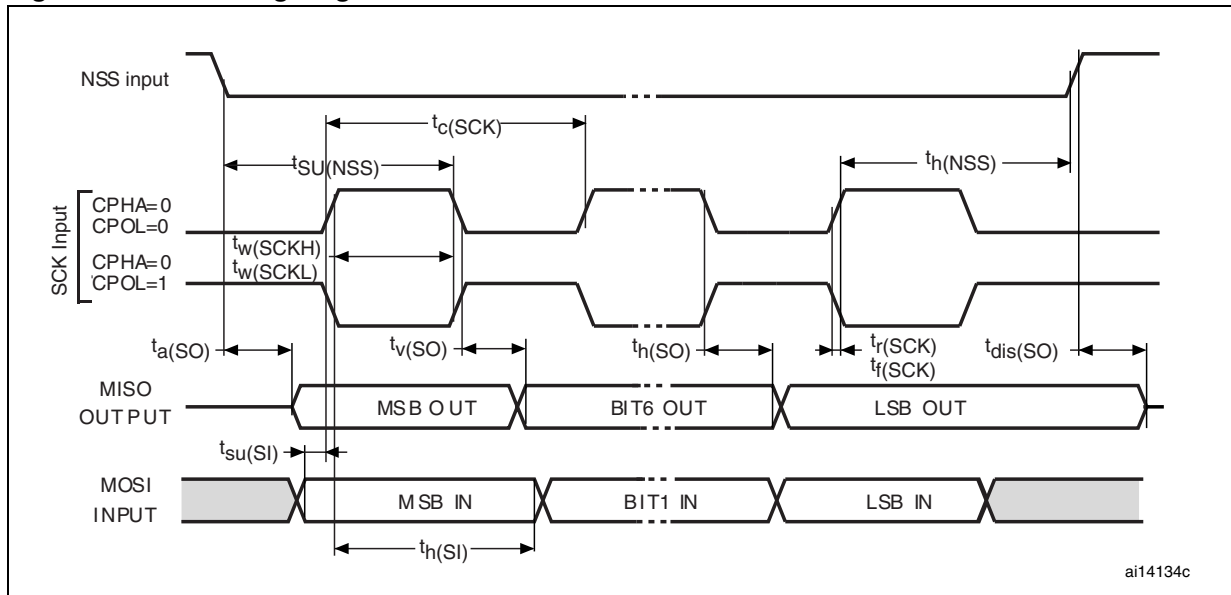 NSS input
tc(SCK)
tSU(NSS)
th(NSS)
SCK Input
CPHA=0
CPOL=0
tw(SCKH)
CPHA=0
tw(SCKL)
CPOL=1
ta(SO)
tv(SO)
th(SO)
tr(SCK)
tf(SCK)
tdis(SO)
MISO
OUTPUT
MSB OUT
BIT6 OUT
LSB OUT
tsu(SI)
MOSI
INPUT
MSB IN
BIT1 IN
LSB IN
th(SI)
ai14134c